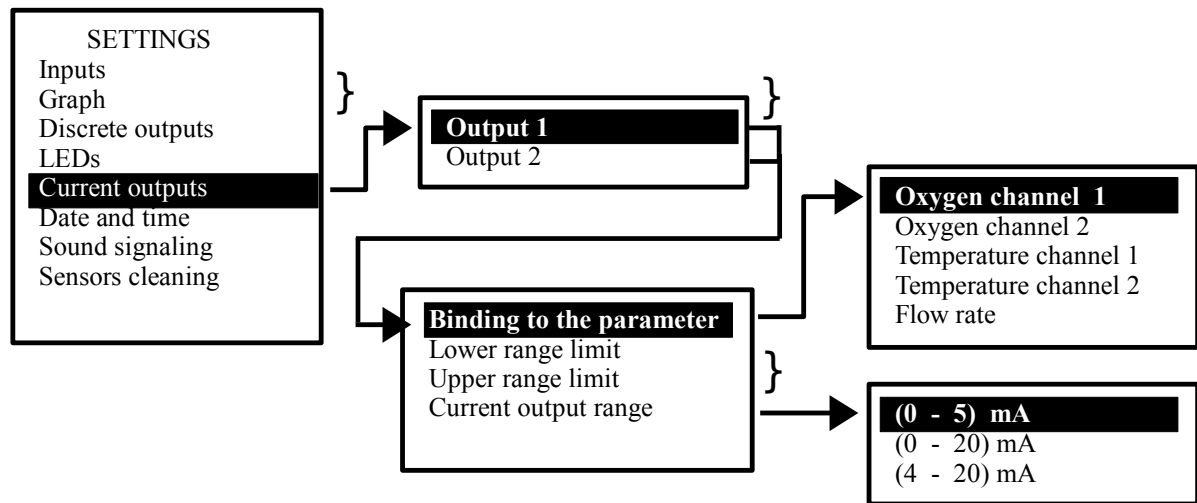 SETTINGS
Inputs
Graph
Discrete outputs
LEDs
Current outputs
Date and time
Sound signaling
Sensors cleaning
}
}
Output 1
Output 2
Binding to the parameter
Lower range limit
Upper range limit
Current output range
}
Oxygen channel 1
Oxygen channel 2
Temperature channel 1
Temperature channel 2
Flow rate
(0 - 5) mA
(0 - 20) mA
(4 - 20) mA